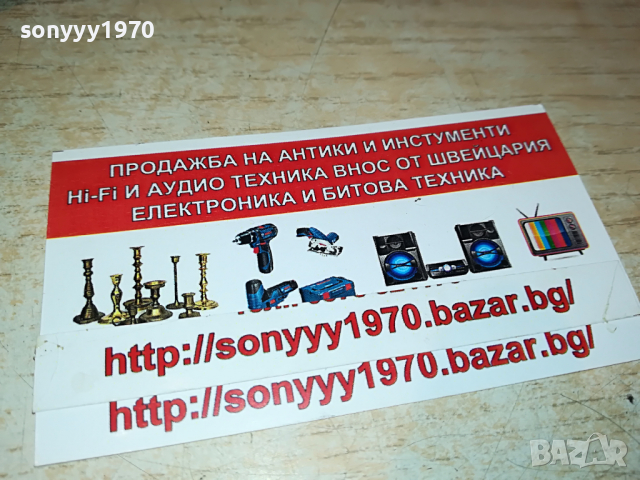 sonyyy1970
sonyyy1970
ПРОДАЖБА НА АНТИКИ И ИНСТУМЕНТИ
Hi-Fi И АУДИО ТЕХНИКА ВНОС ОТ ШВЕЙЦАРИЯ
ЕЛЕКТРОНИКА И БИТОВА ТЕХНИКА
http://sonyyy1970.bazar.bg/
http://sonyyy1970.bazar.bg/
BAZAR